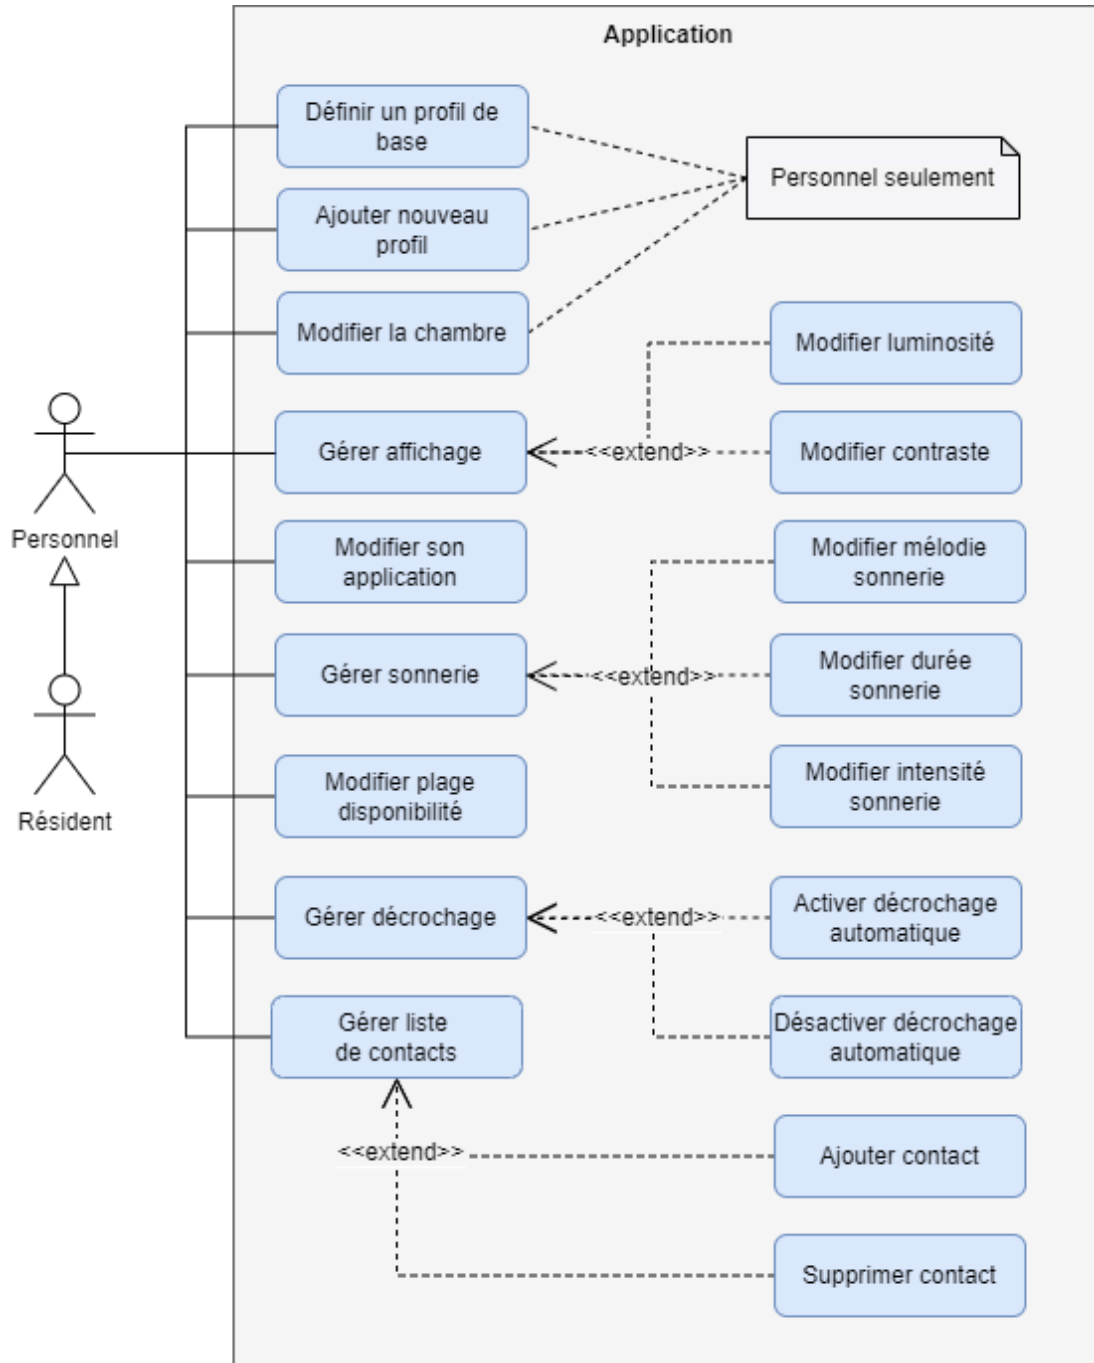 Application
Définir un profil de
base
Personnel seulement
Ajouter nouveau
profil
Modifier la chambre
Modifier luminosité
Gérer affichage
<<extend>>
Modifier contraste
Personnel
Modifier son
application
Modifier mélodie
sonnerie
Gérer sonnerie
<<extend>>
Modifier durée
sonnerie
Résident
Modifier plage
disponibilité
Modifier intensité
sonnerie
Gérer décrochage
<<extend>>
Activer décrochage
automatique
Gérer liste
de contacts
Désactiver décrochage
automatique
<<extend>>
Ajouter contact
Supprimer contact